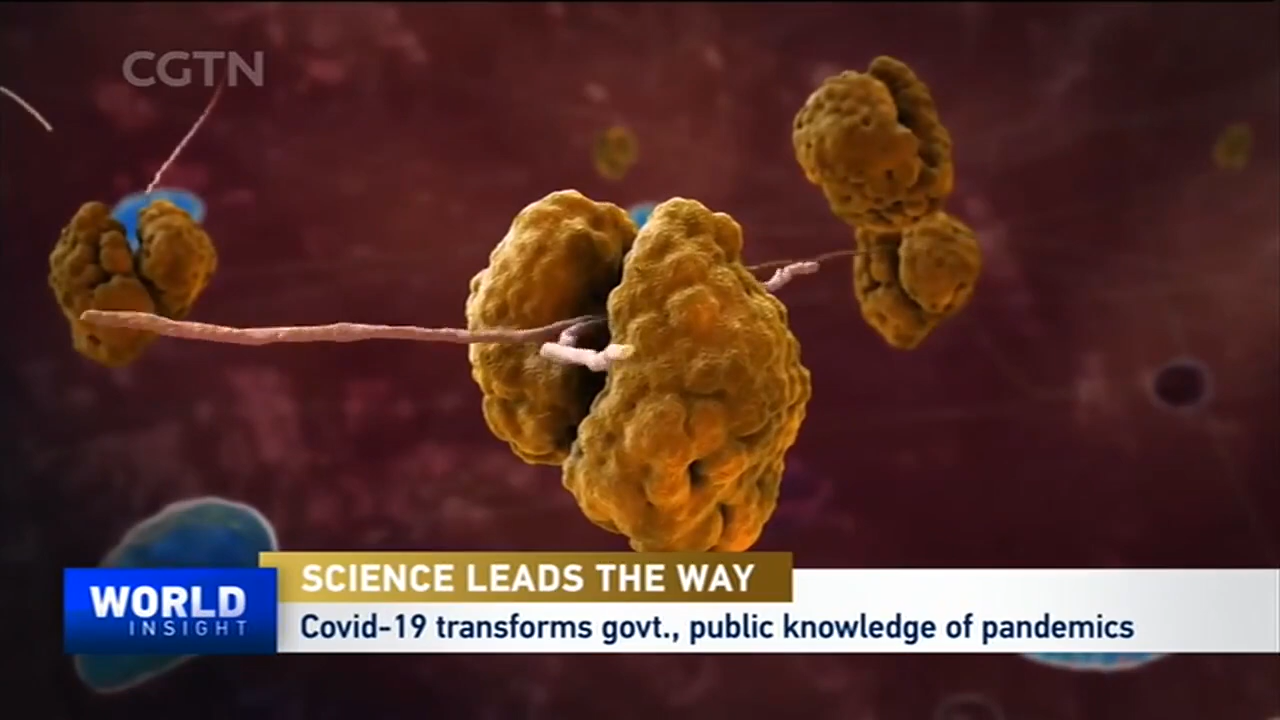 CGTN
SCIENCE LEADS THE WAY
WORLD
INSIGHT
Covid-19 transforms govt., public knowledge of pandemics